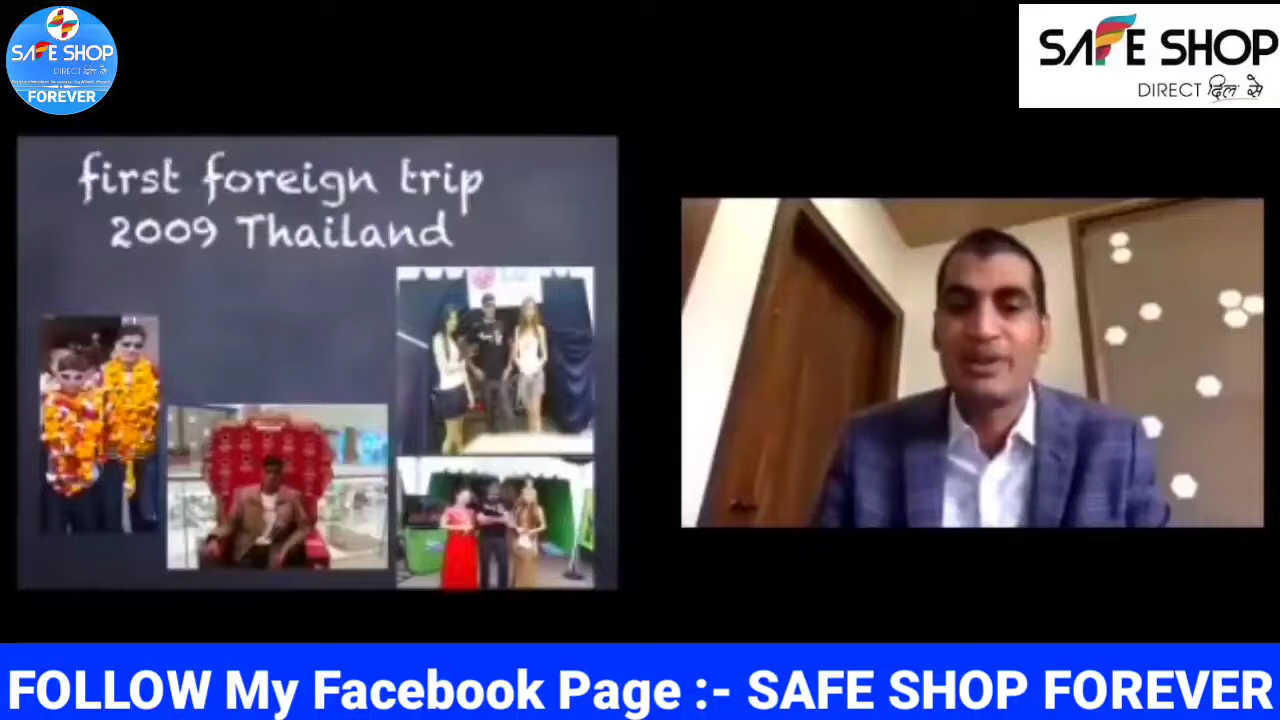 SAFE SHOP
DIRECT दिल से
FOREVER
SAFE SHOP
DIRECT दिल से
first foreign trip
2009 Thailand
FOLLOW My Facebook Page :- SAFE SHOP FOREVER